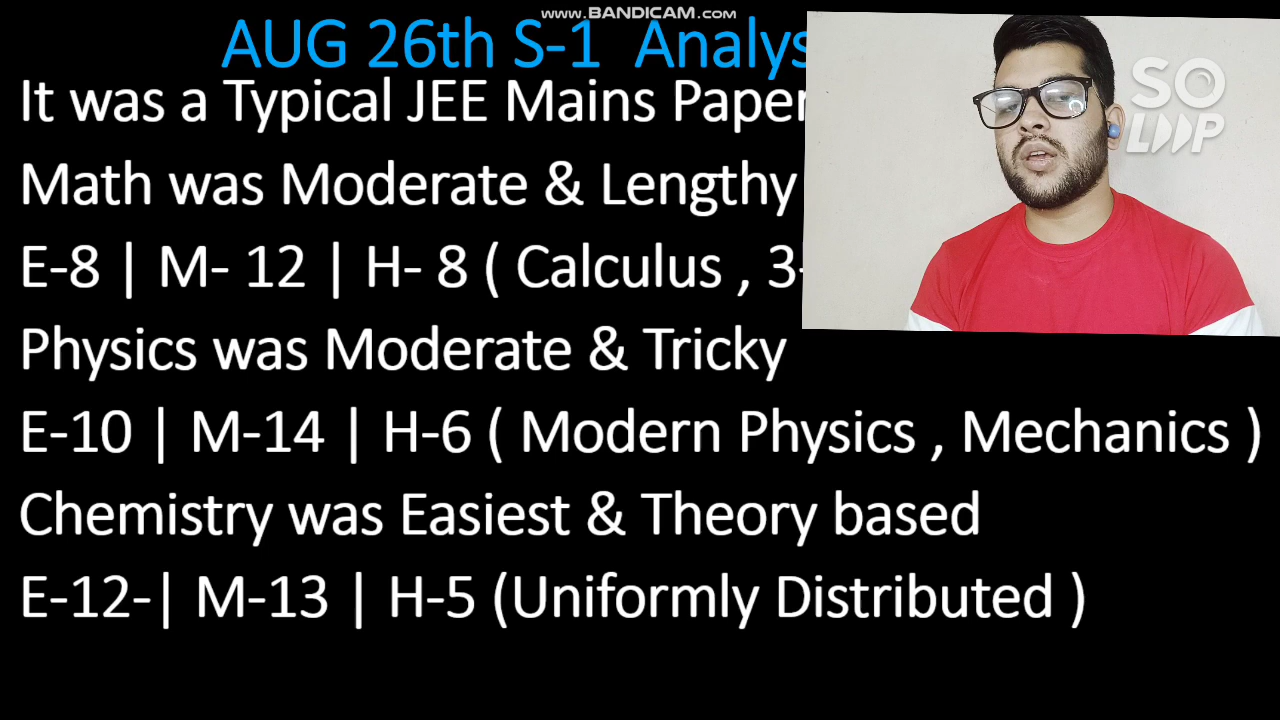 www.BANDICAM.com
AUG 26th S-1 Analys
It was a Typical JEE Mains Paper
Math was Moderate & Lengthy
E-8 | M- 12 | H- 8 ( Calculus , 3-
Physics was Moderate & Tricky
E-10 | M-14 | H-6 ( Modern Physics , Mechanics )
Chemistry was Easiest & Theory based
E-12-| M-13 | H-5 (Uniformly Distributed )
SO
LOOP